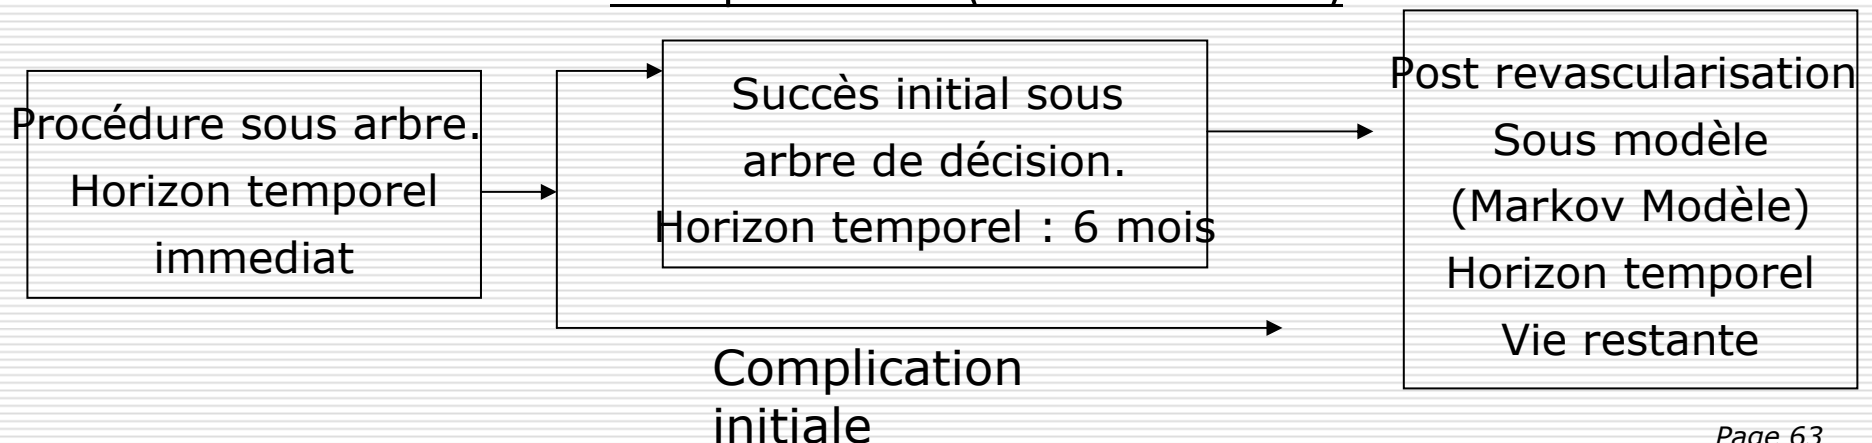 Procédure sous arbre.
Horizon temporel
immediat
Succès initial sous
arbre de décision.
Horizon temporel : 6 mois
Complication
initiale
Post revascularisation
Sous modèle
(Markov Modèle)
Horizon temporel
Vie restante
Page 63